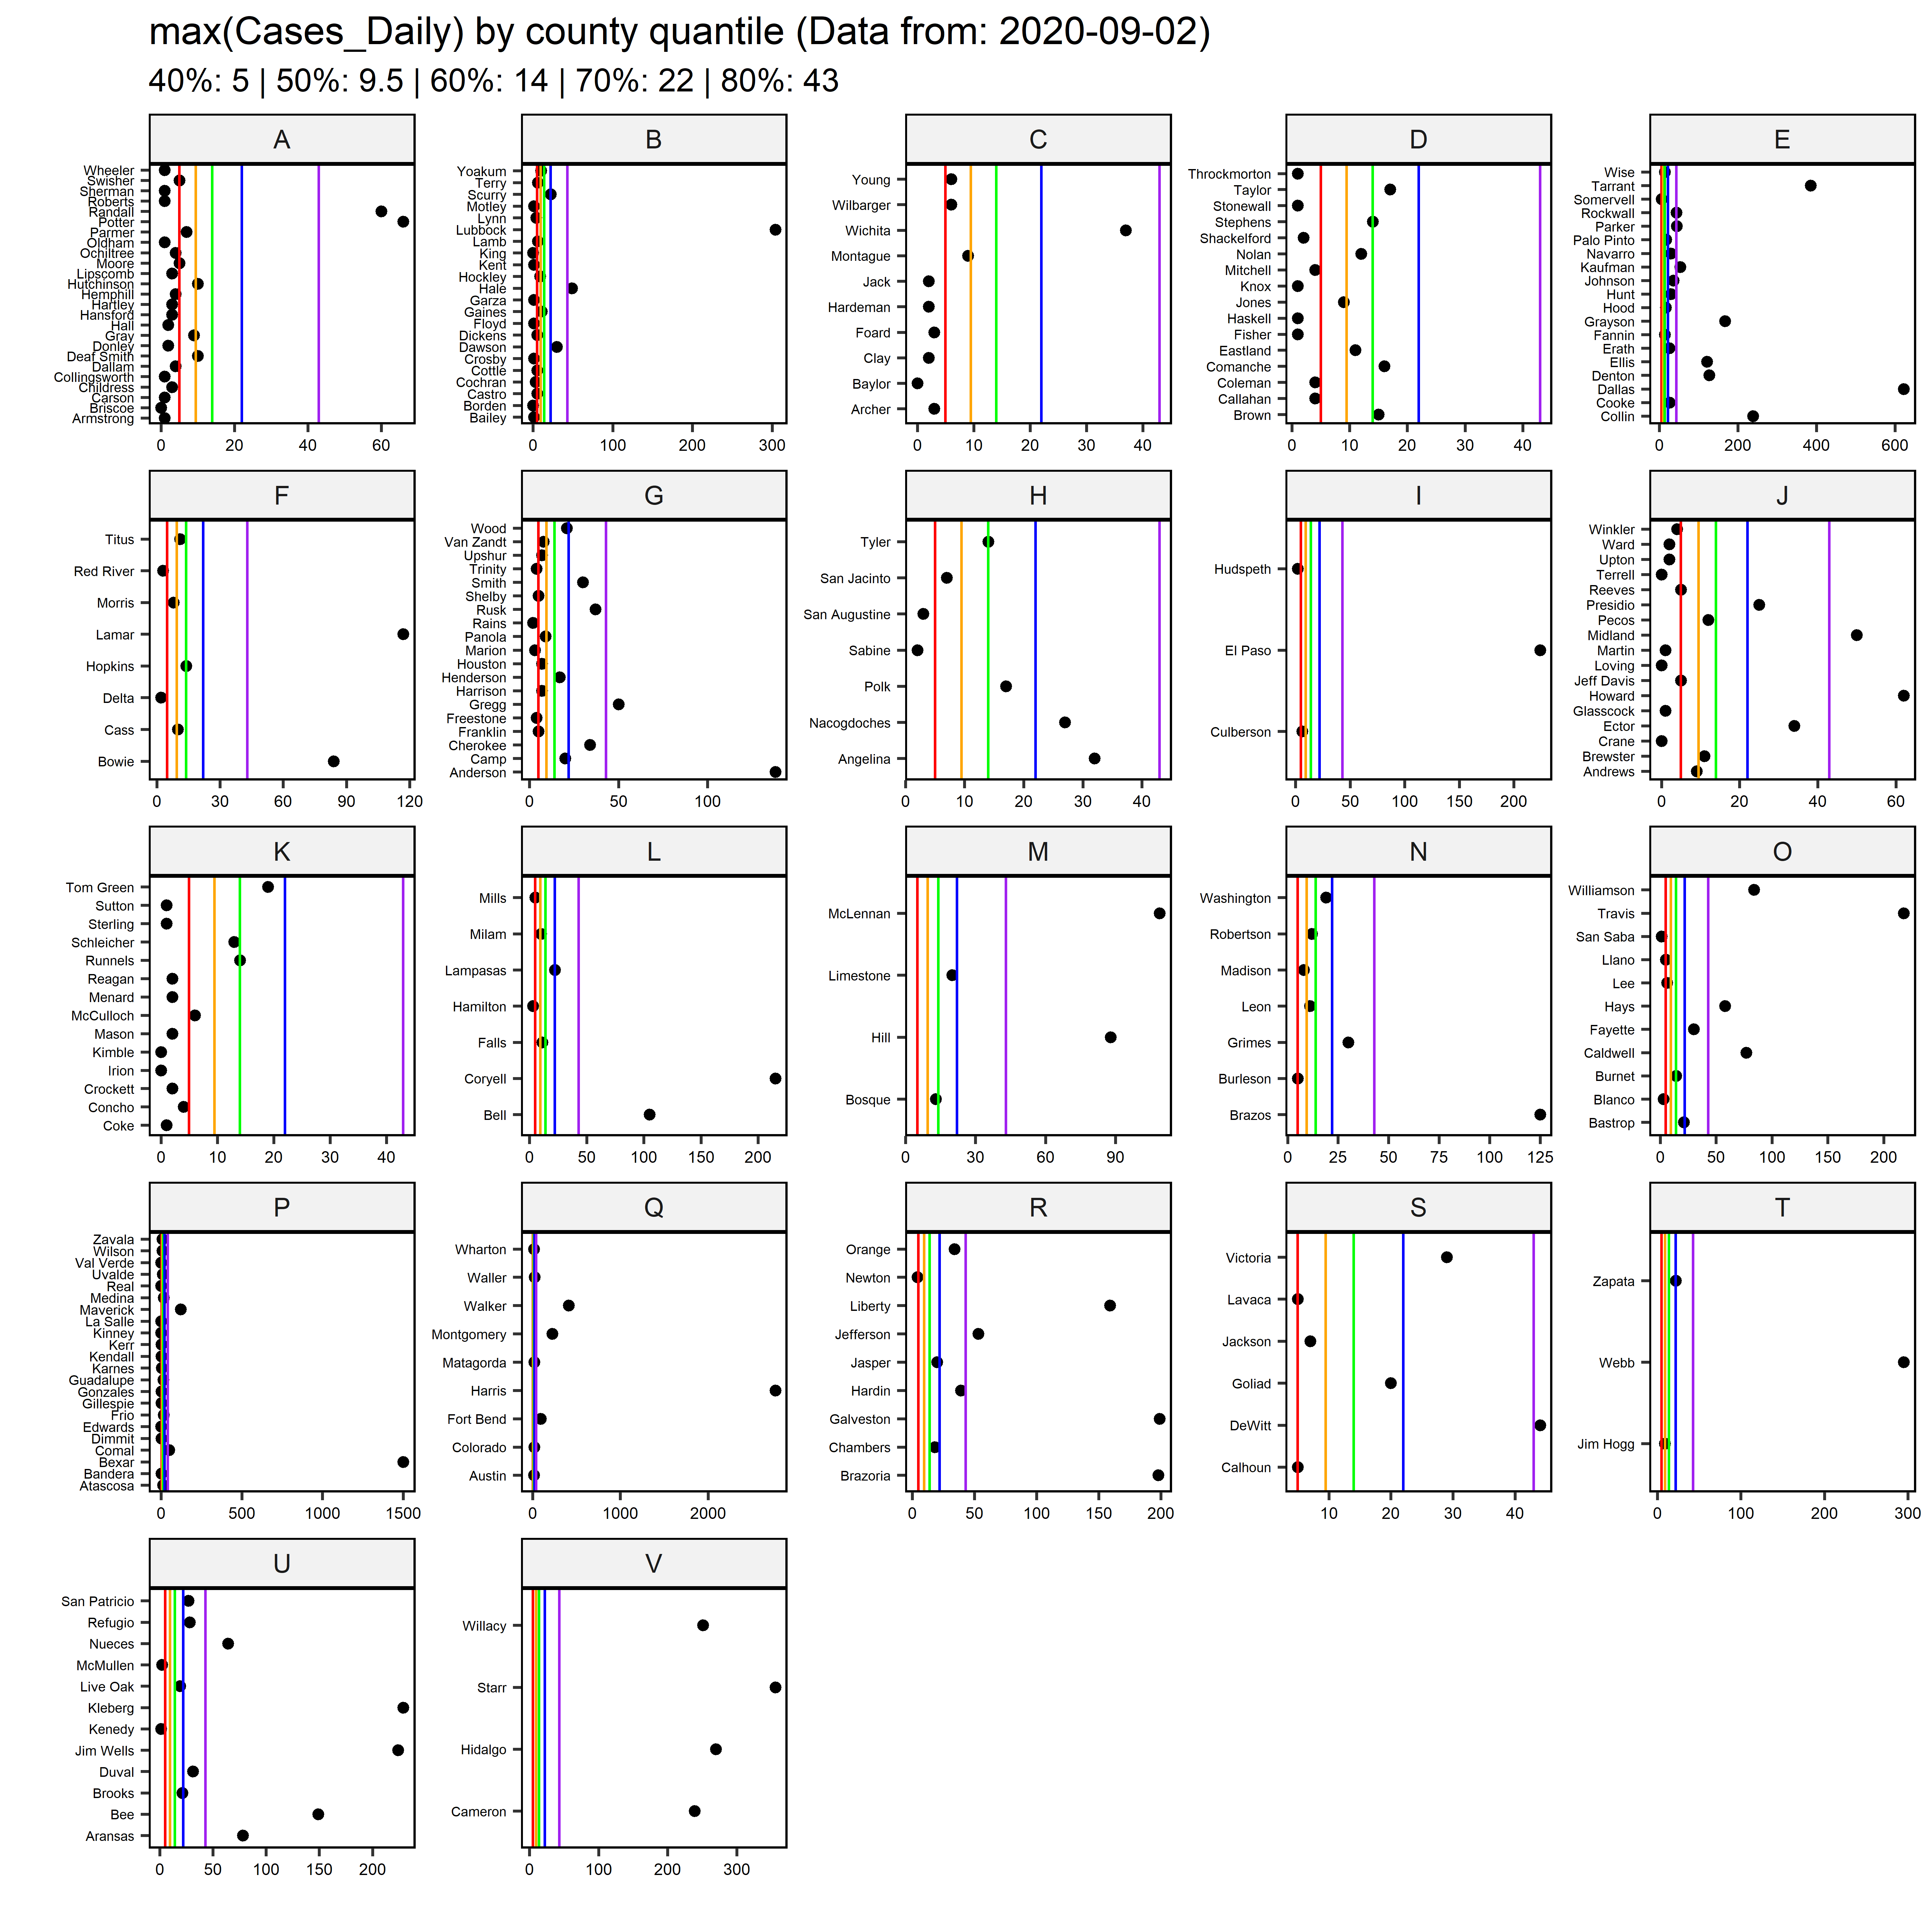 max(Cases_Daily) by county quantile (Data from: 2020-09-02)
40%: 5 | 50%: 9.5 | 60%: 14 | 70%: 22 | 80%: 43
A
Wheeler
Swisher
Sherman
Roberts
Randall
Potter
Parmer
Oldham
Ochiltree
Moore
Lipscomb
Hutchinson
Hemphill
Hartley
Hansford
Hall
Gray
Donley
Deaf Smith
Dallam
Collingsworth
Childress
Carson
Briscoe
Armstrong
0 20 40 60
B
Yoakum
Terry
Scurry
Motley
Lynn
Lubbock
Lamb
King
Kent
Hockley
Hale
Garza
Gaines
Floyd
Dickens
Dawson
Crosby
Cottle
Cochran
Castro
Borden
Bailey
0 100 200 300
C
Young
Wilbarger
Wichita
Montague
Jack
Hardeman
Foard
Clay
Baylor
Archer
0 10 20 30 40
D
Throckmorton
Taylor
Stonewall
Stephens
Shackelford
Nolan
Mitchell
Knox
Jones
Haskell
Fisher
Eastland
Comanche
Coleman
Callahan
Brown
0 10 20 30 40
E
Wise
Tarrant
Somervell
Rockwall
Parker
Palo Pinto
Navarro
Kaufman
Johnson
Hunt
Hood
Grayson
Fannin
Erath
Ellis
Denton
Dallas
Cooke
Collin
0 200 400 600
F
Titus
Red River
Morris
Lamar
Hopkins
Delta
Cass
Bowie
0 30 60 90 120
G
Wood
Van Zandt
Upshur
Trinity
Smith
Shelby
Rusk
Rains
Panola
Marion
Houston
Henderson
Harrison
Gregg
Freestone
Franklin
Cherokee
Camp
Anderson
0 50 100
H
Tyler
San Jacinto
San Augustine
Sabine
Polk
Nacogdoches
Angelina
0 10 20 30 40
I
Hudspeth
El Paso
Culberson
0 50 100 150 200
J
Winkler
Ward
Upton
Terrell
Reeves
Presidio
Pecos
Midland
Martin
Loving
Jeff Davis
Howard
Glasscock
Ector
Crane
Brewster
Andrews
0 20 40 60
K
Tom Green
Sutton
Sterling
Schleicher
Runnels
Reagan
Menard
McCulloch
Mason
Kimble
Irion
Crockett
Concho
Coke
0 10 20 30 40
L
Mills
Milam
Lampasas
Hamilton
Falls
Coryell
Bell
0 50 100 150 200
M
McLennan
Limestone
Hill
Bosque
0 30 60 90
N
Washington
Robertson
Madison
Leon
Grimes
Burleson
Brazos
0 25 50 75 100 125
O
Williamson
Travis
San Saba
Llano
Lee
Hays
Fayette
Caldwell
Burnet
Blanco
Bastrop
0 50 100 150 200
P
Zavala
Wilson
Val Verde
Uvalde
Real
Medina
Maverick
La Salle
Kinney
Kerr
Kendall
Karnes
Guadalupe
Gonzales
Gillespie
Frio
Edwards
Dimmit
Comal
Bexar
Bandera
Atascosa
0 500 1000 1500
Q
Wharton
Waller
Walker
Montgomery
Matagorda
Harris
Fort Bend
Colorado
Austin
0 1000 2000
R
Orange
Newton
Liberty
Jefferson
Jasper
Hardin
Galveston
Chambers
Brazoria
0 50 100 150 200
S
Victoria
Lavaca
Jackson
Goliad
DeWitt
Calhoun
10 20 30 40
T
Zapata
Webb
Jim Hogg
0 100 200 300
U
San Patricio
Refugio
Nueces
McMullen
Live Oak
Kleberg
Kenedy
Jim Wells
Duval
Brooks
Bee
Aransas
0 50 100 150 200
V
Willacy
Starr
Hidalgo
Cameron
0 100 200 300